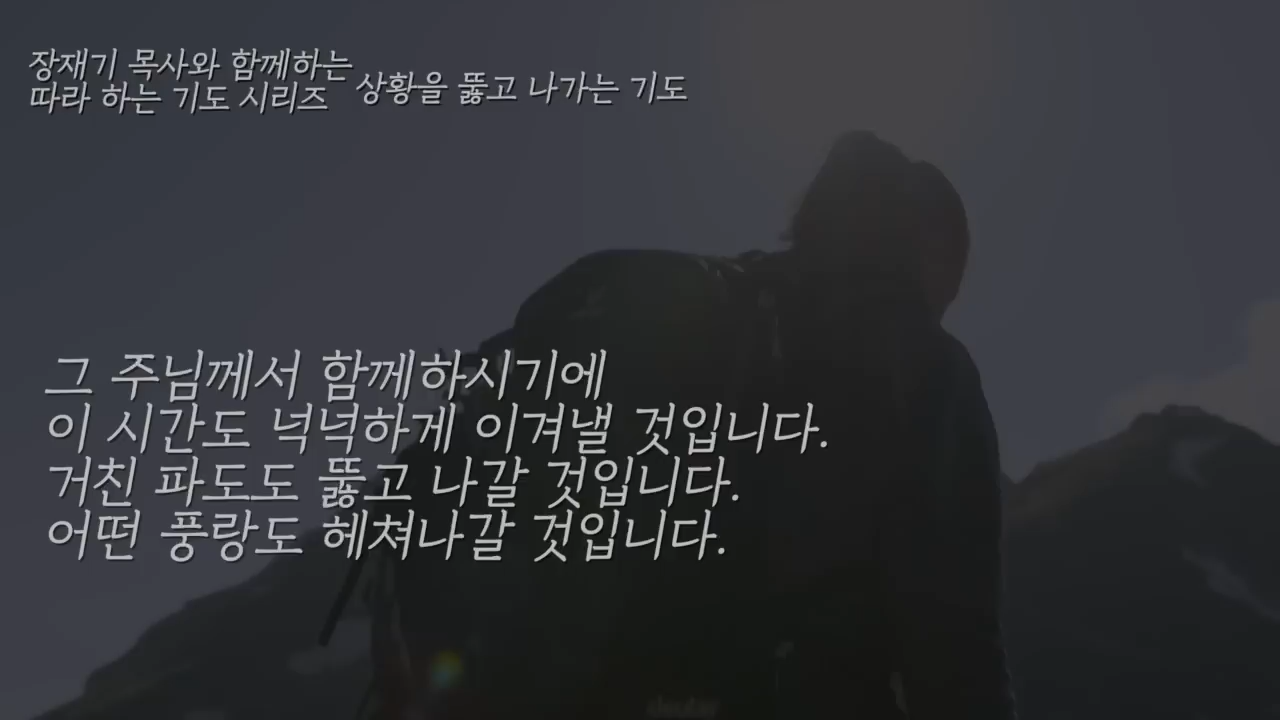 장재기 목사와 함께하는
따라 하는 기도 시리즈
상황을 뚫고 나가는 기도
그 주님께서 함께하시기에
이 시간도 넉넉하게 이겨낼 것입니다.
거친 파도도 뚫고 나갈 것입니다.
어떤 풍랑도 헤쳐나갈 것입니다.